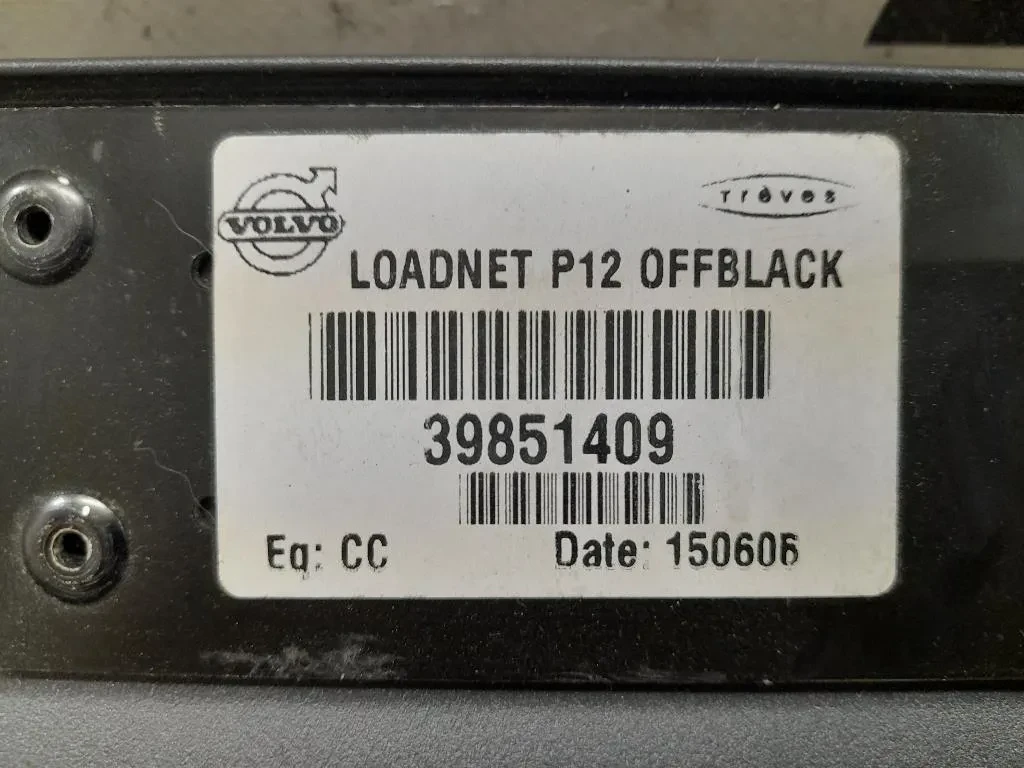 VOLVO
Trèves
LOADNET P12 OFFBLACK
39851409
Eq: CC
Date: 150606